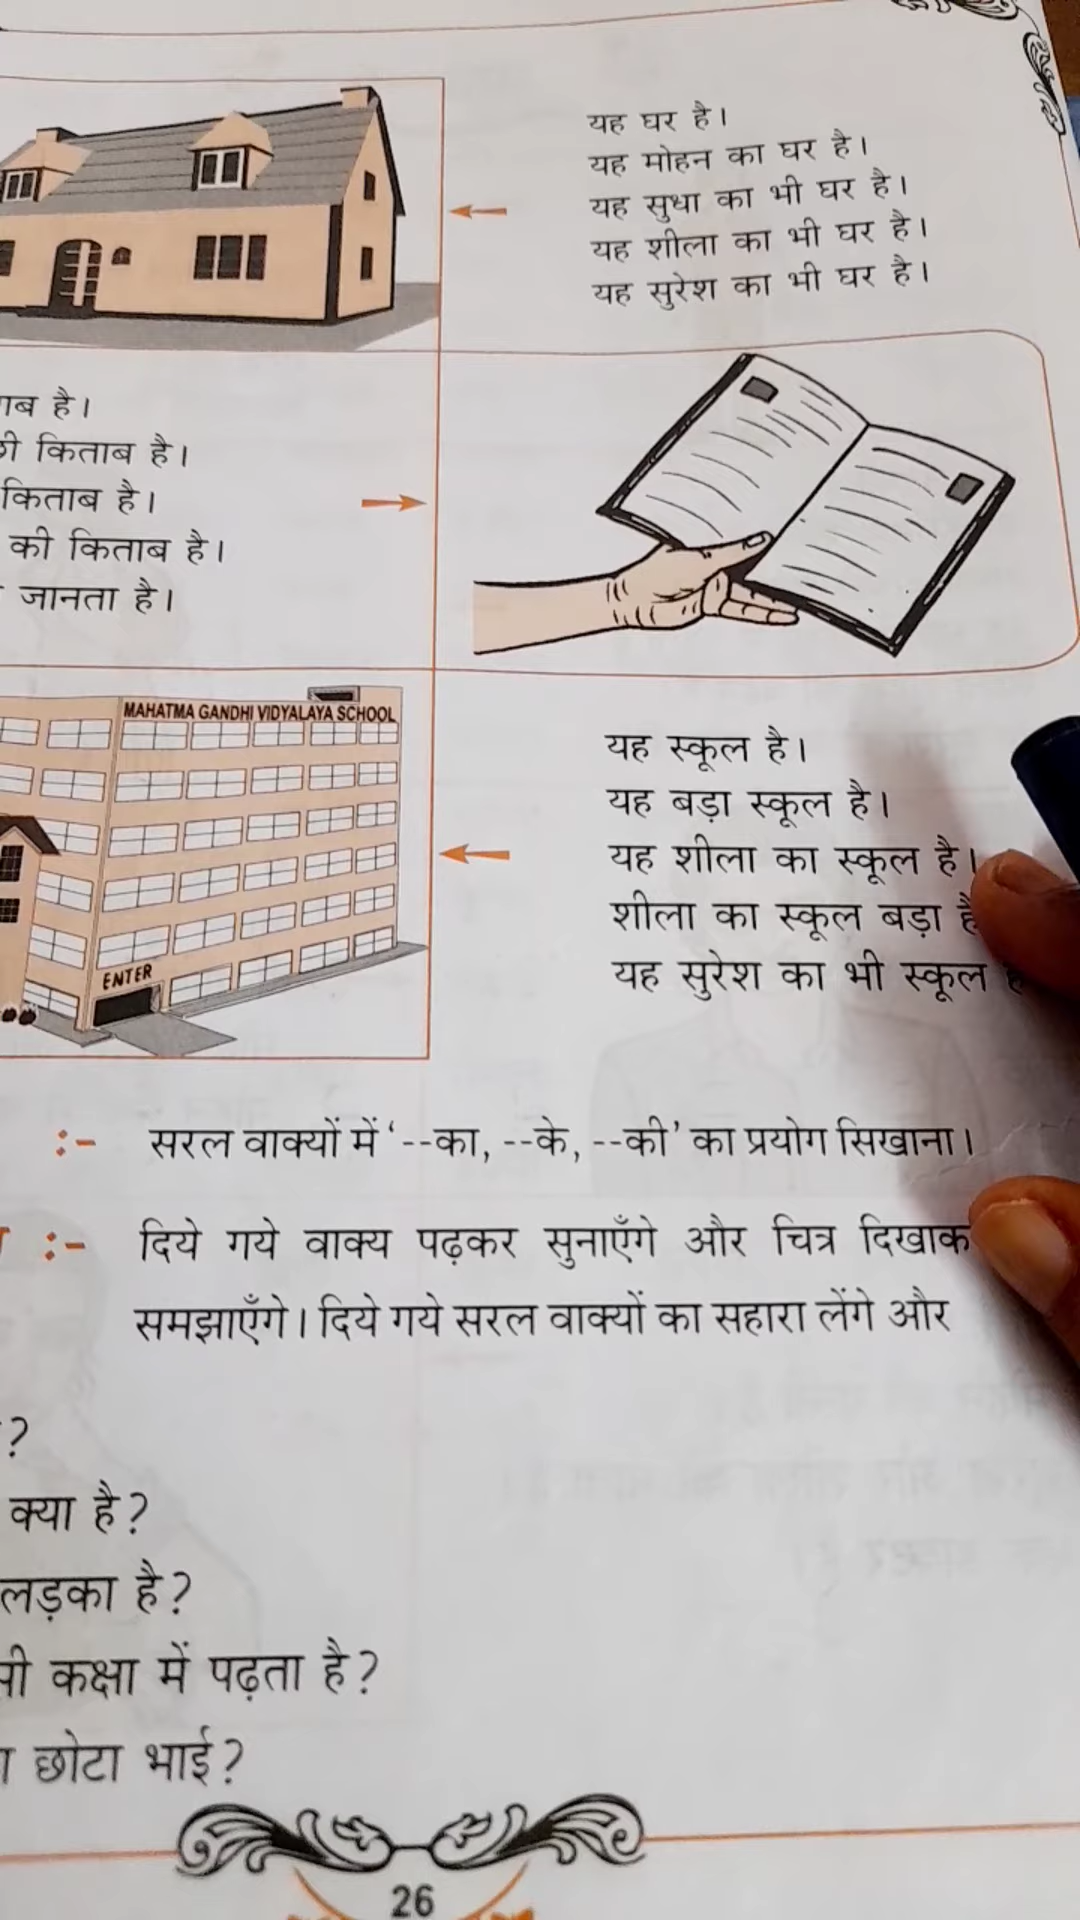 यह घर है।
यह मोहन का घर है।
यह सुधा का भी घर है।
यह शीला का भी घर है।
यह सुरेश का भी घर है।
है।
किताब है।
किताब है।
की किताब है।
जानता है।
MAHATMA GANDHI VIDYALAYA SCHOOL
ENTER
यह स्कूल है।
यह बड़ा स्कूल है।
यह शीला का स्कूल है।
शीला का स्कूल बड़ा
यह सुरेश का भी स्कूल
:- सरल वाक्यों में ‘--का, --के, --की’ का प्रयोग सिखाना।
:- दिये गये वाक्य पढ़कर सुनाएँगे और चित्र
समझाएँगे। दिये गये सरल वाक्यों का सहारा लेंगे और
?
क्या है?
लड़का है?
कक्षा में पढ़ता है?
छोटा भाई?
26